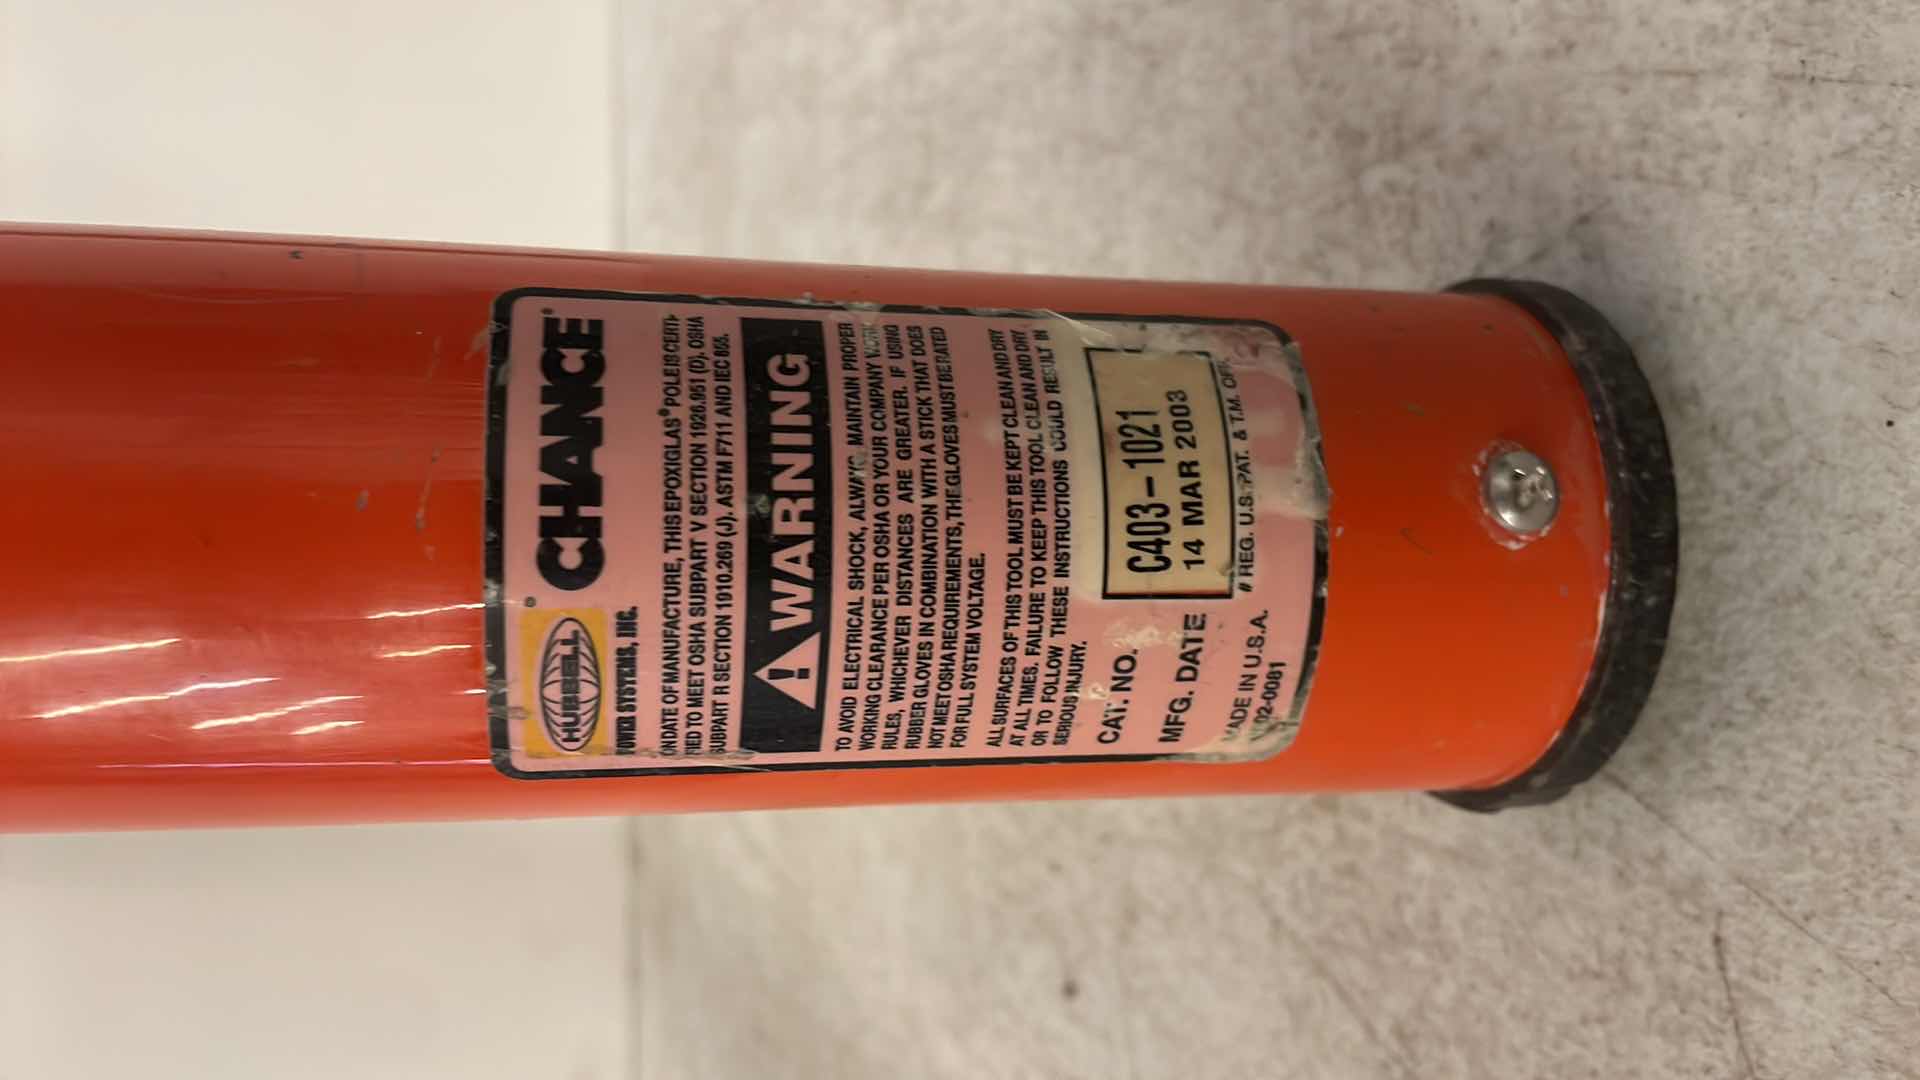 HUBBELL®
CHANCE®
POWER SYSTEMS, INC.
ON DATE OF MANUFACTURE, THIS EPOXIGLAS® POLE IS CERTI-
FIED TO MEET OSHA SUBPART V SECTION 1926.951 (D), OSHA
SUBPART R SECTION 1910.269 (J), ASTM F711 AND IEC 855.
WARNING
TO AVOID ELECTRICAL SHOCK, ALWAYS MAINTAIN PROPER
WORKING CLEARANCE PER OSHA OR YOUR COMPANY WORK
RULES, WHICHEVER DISTANCES ARE GREATER. IF USING
RUBBER GLOVES IN COMBINATION WITH A STICK THAT DOES
NOT MEET OSHA REQUIREMENTS, THE GLOVES MUST BE RATED
FOR FULL SYSTEM VOLTAGE.
ALL SURFACES OF THIS TOOL MUST BE KEPT CLEAN AND DRY
AT ALL TIMES. FAILURE TO KEEP THIS TOOL CLEAN AND DRY
OR TO FOLLOW THESE INSTRUCTIONS COULD RESULT IN
SERIOUS INJURY.
CAT. NO. C403-1021
MFG. DATE 14 MAR 2003
MADE IN U.S.A. # REG. U.S. PAT. & T.M. OFF.
02-0081